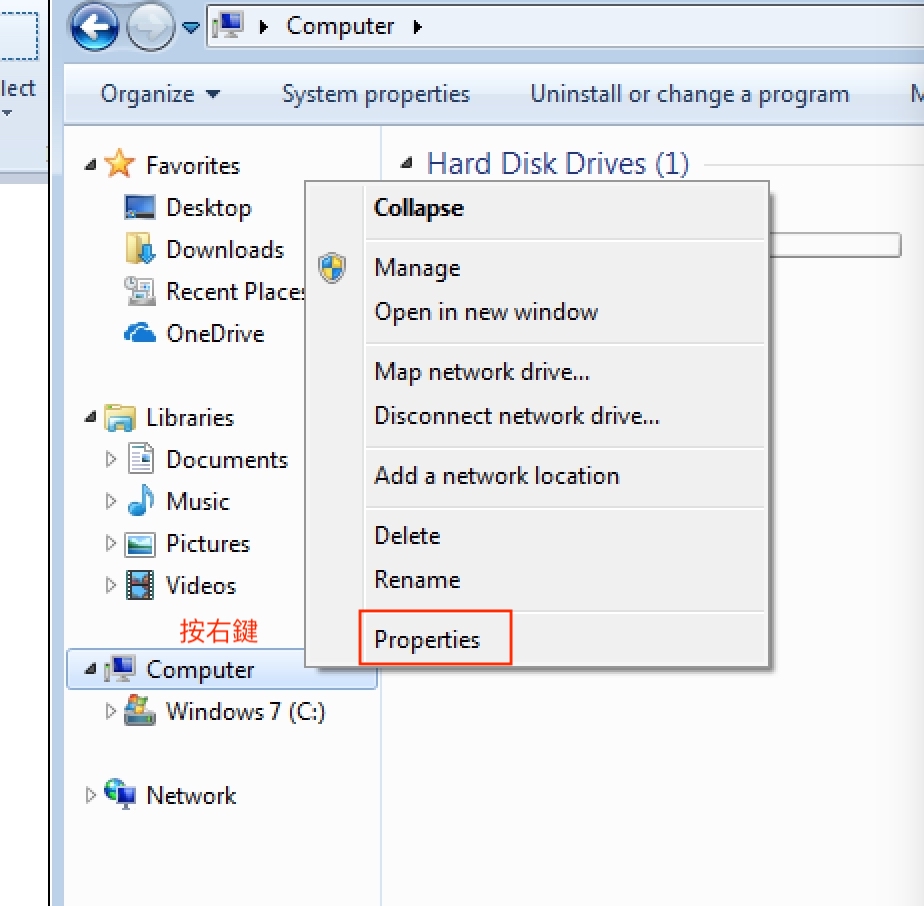 lect
Computer
Organize
System properties
Uninstall or change a program
M
Favorites
Desktop
Downloads
Recent Places
OneDrive
Libraries
Documents
Music
Pictures
Videos
按右鍵
Computer
Windows 7 (C:)
Network
Hard Disk Drives (1)
Collapse
Manage
Open in new window
Map network drive...
Disconnect network drive...
Add a network location
Delete
Rename
Properties